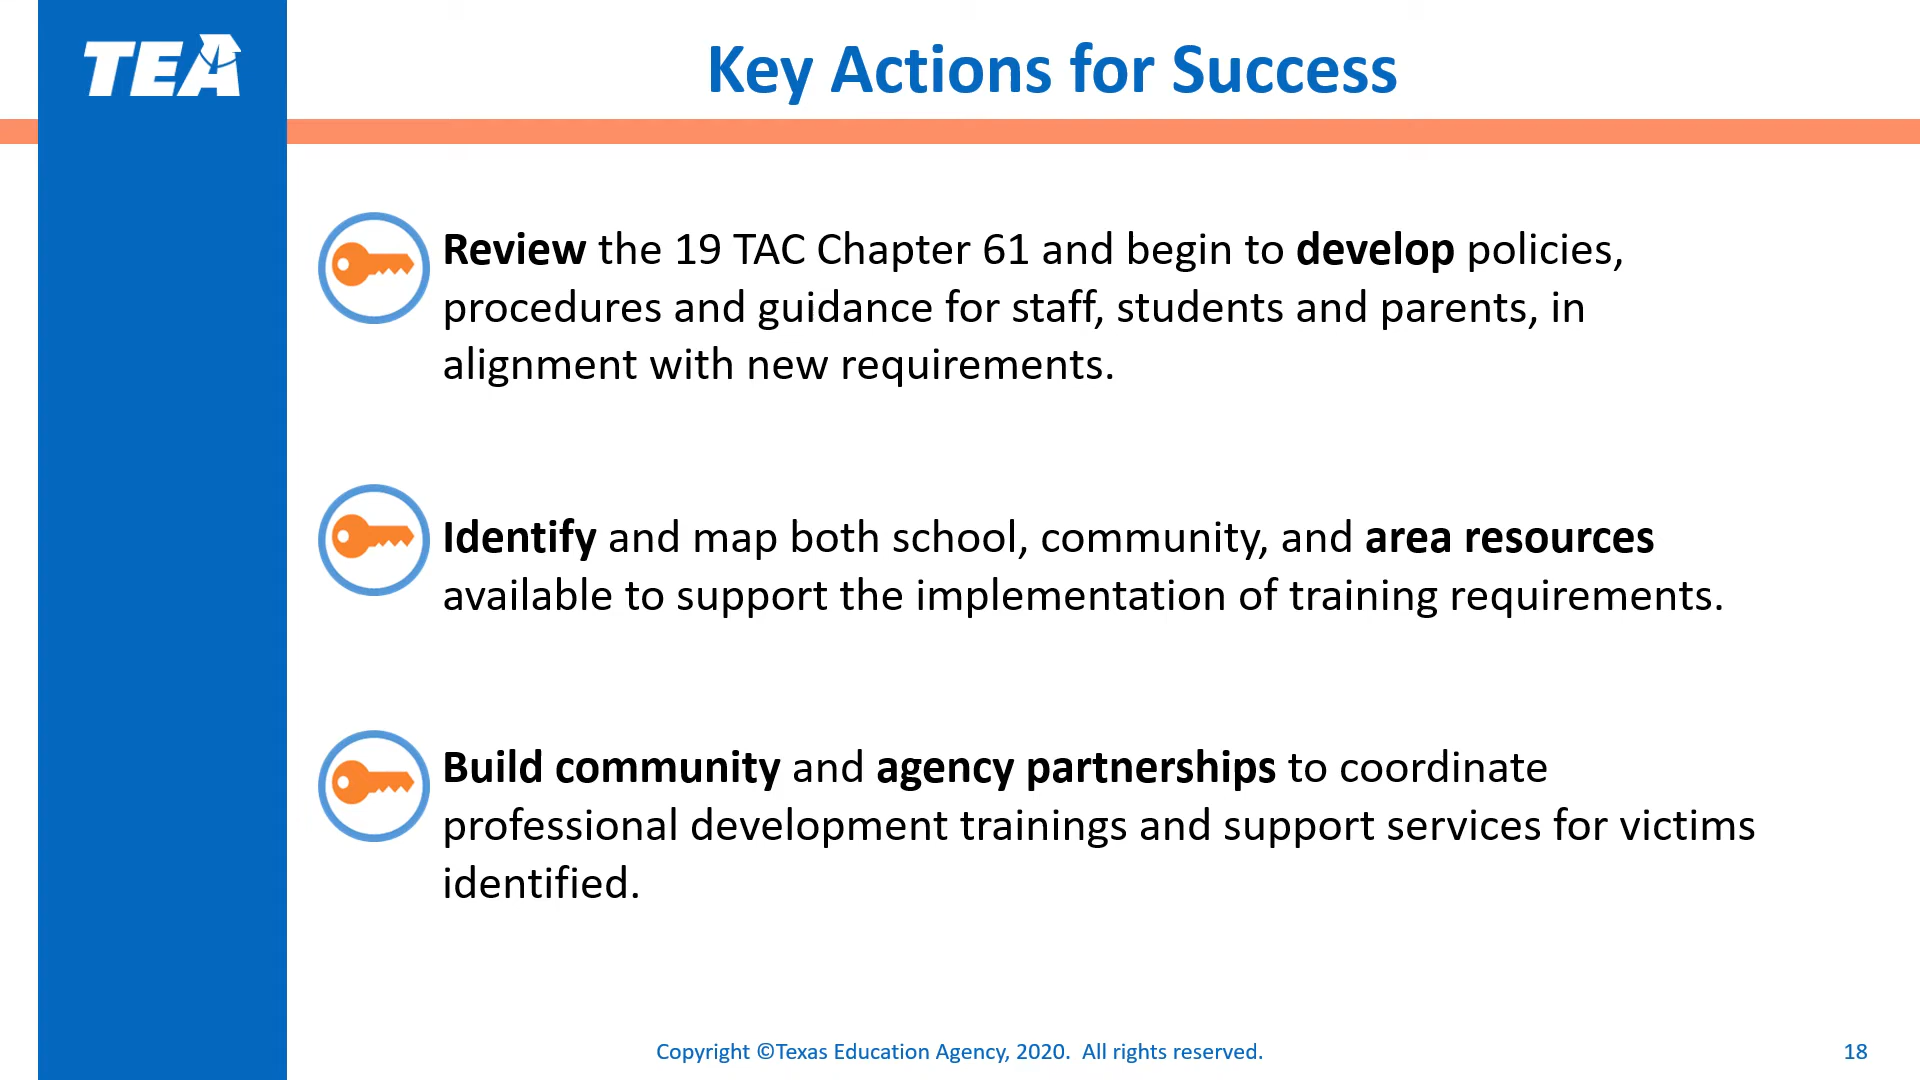 TEA
Key Actions for Success
Review the 19 TAC Chapter 61 and begin to develop policies,
procedures and guidance for staff, students and parents, in
alignment with new requirements.
Identify and map both school, community, and area resources
available to support the implementation of training requirements.
Build community and agency partnerships to coordinate
professional development trainings and support services for victims
identified.
Copyright ©Texas Education Agency, 2020.  All rights reserved.
18